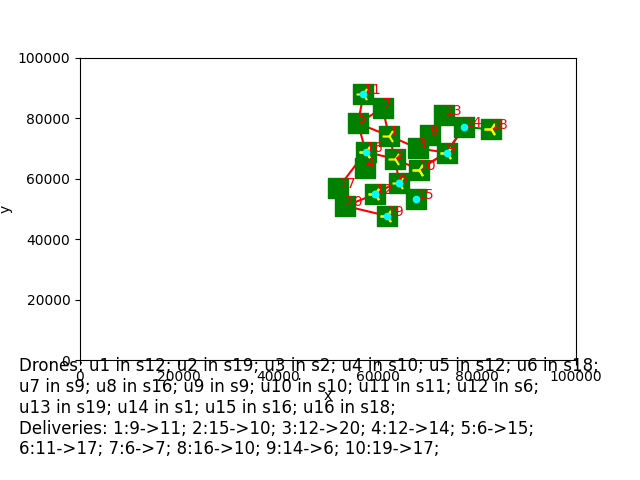 100000
80000
60000
40000
20000
0
0 20000 40000 60000 80000 100000
x
y
Drones: u1 in s12; u2 in s19; u3 in s2; u4 in s10; u5 in s12; u6 in s18;
u7 in s9; u8 in s16; u9 in s9; u10 in s10; u11 in s11; u12 in s6;
u13 in s19; u14 in s1; u15 in s16; u16 in s18;
Deliveries: 1:9->11; 2:15->10; 3:12->20; 4:12->14; 5:6->15;
6:11->17; 7:6->7; 8:16->10; 9:14->6; 10:19->17;